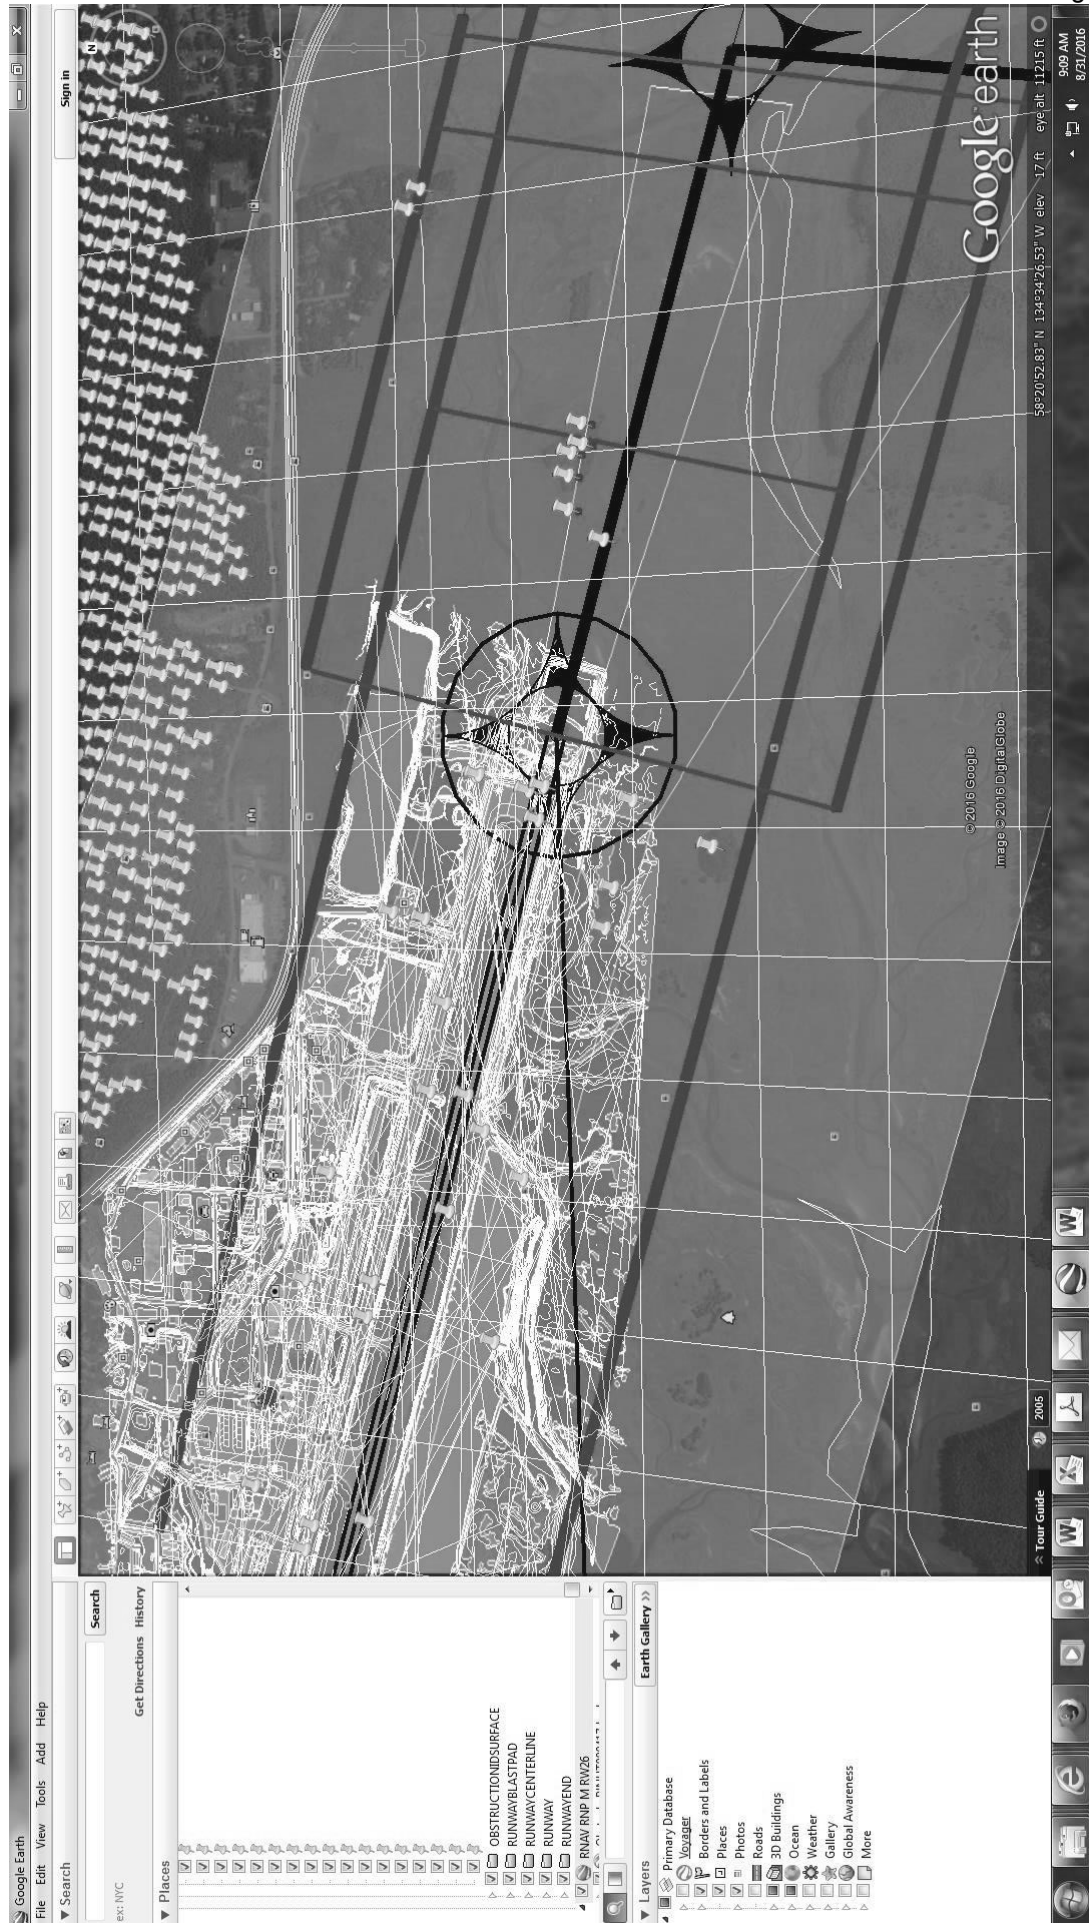 Google Earth
File Edit View Tools Add Help
▼ Search
ex: NYC
Search
Get Directions History
▼ Places
OBSTRUCTIONIDSURFACE
RUNWAYBLASTPAD
RUNWAYCENTERLINE
RUNWAY
RUNWAYEND
RNAV RNP M RW26
▼ Layers
Earth Gallery >>
Primary Database
Voyager
Borders and Labels
Places
Photos
Roads
3D Buildings
Ocean
Weather
Gallery
Global Awareness
More
Sign in
N
© 2016 Google
Image © 2016 DigitalGlobe
Google earth
Tour Guide
2005
58°20'52.83" N 134°34'26.53" W elev 17 ft eye alt 11215 ft
9:09 AM
8/31/2016